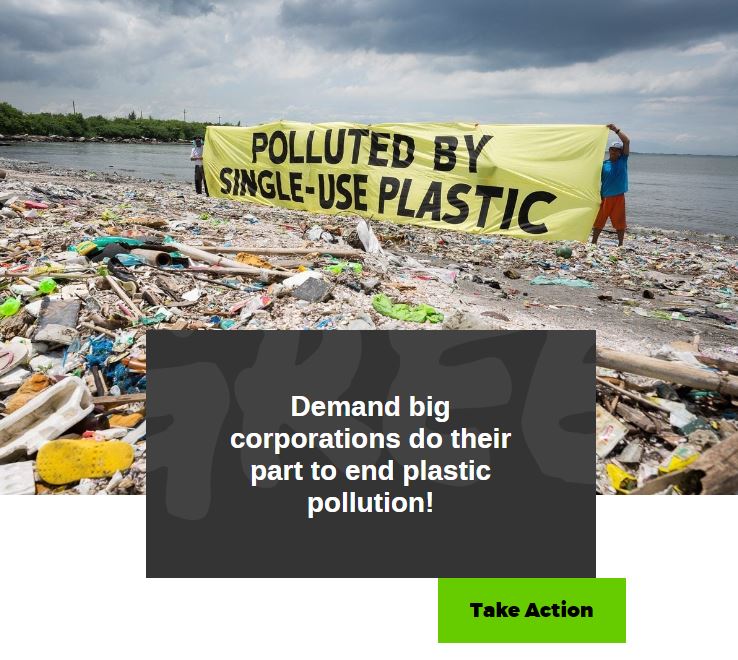 POLLUTED BY
SINGLE-USE PLASTIC
Demand big
corporations do their
part to end plastic
pollution!
Take Action